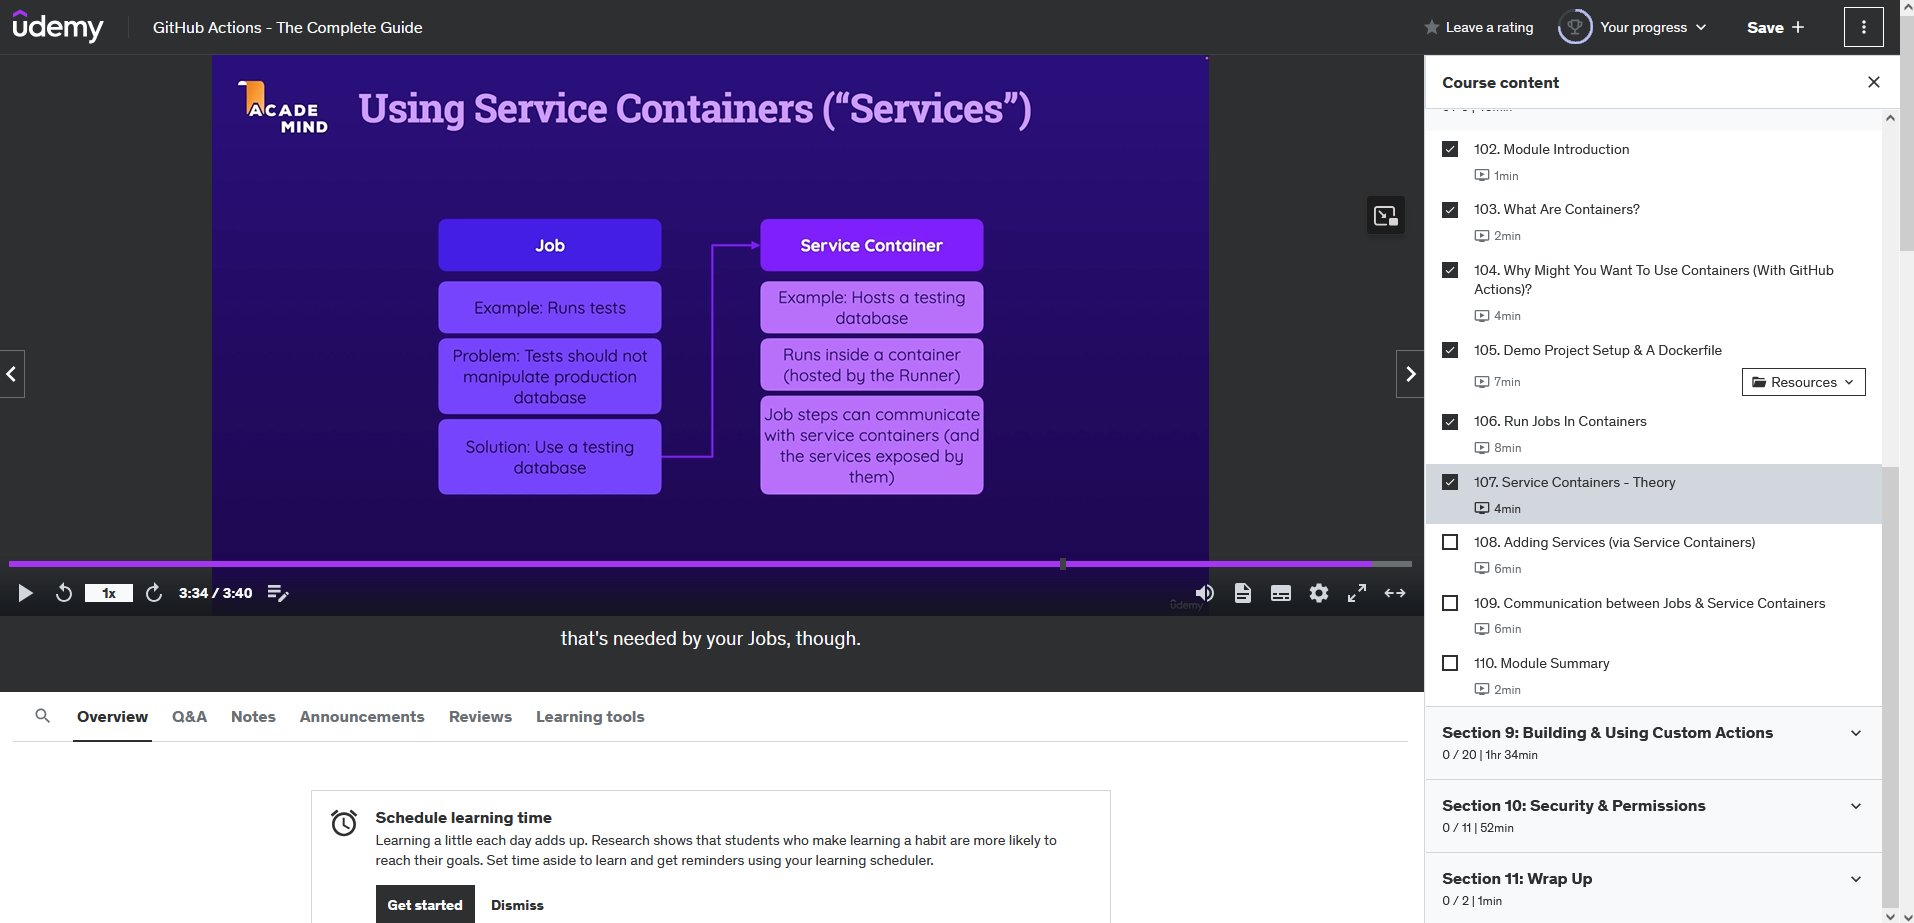 udemy
GitHub Actions - The Complete Guide
Leave a rating
Your progress
Save +
ACADE
MIND
Using Service Containers (“Services”)
Job
Example: Runs tests
Problem: Tests should not
manipulate production
database
Solution: Use a testing
database
Service Container
Example: Hosts a testing
database
Runs inside a container
(hosted by the Runner)
Job steps can communicate
with service containers (and
the services exposed by
them)
1x
3:34 / 3:40
udemy
that's needed by your Jobs, though.
Overview
Q&A
Notes
Announcements
Reviews
Learning tools
Schedule learning time
Learning a little each day adds up. Research shows that students who make learning a habit are more likely to
reach their goals. Set time aside to learn and get reminders using your learning scheduler.
Get started
Dismiss
Course content
102. Module Introduction
1min
103. What Are Containers?
2min
104. Why Might You Want To Use Containers (With GitHub
Actions)?
4min
105. Demo Project Setup & A Dockerfile
7min
Resources
106. Run Jobs In Containers
8min
107. Service Containers - Theory
4min
108. Adding Services (via Service Containers)
6min
109. Communication between Jobs & Service Containers
6min
110. Module Summary
2min
Section 9: Building & Using Custom Actions
0 / 20 | 1hr 34min
Section 10: Security & Permissions
0 / 11 | 52min
Section 11: Wrap Up
0 / 2 | 1min